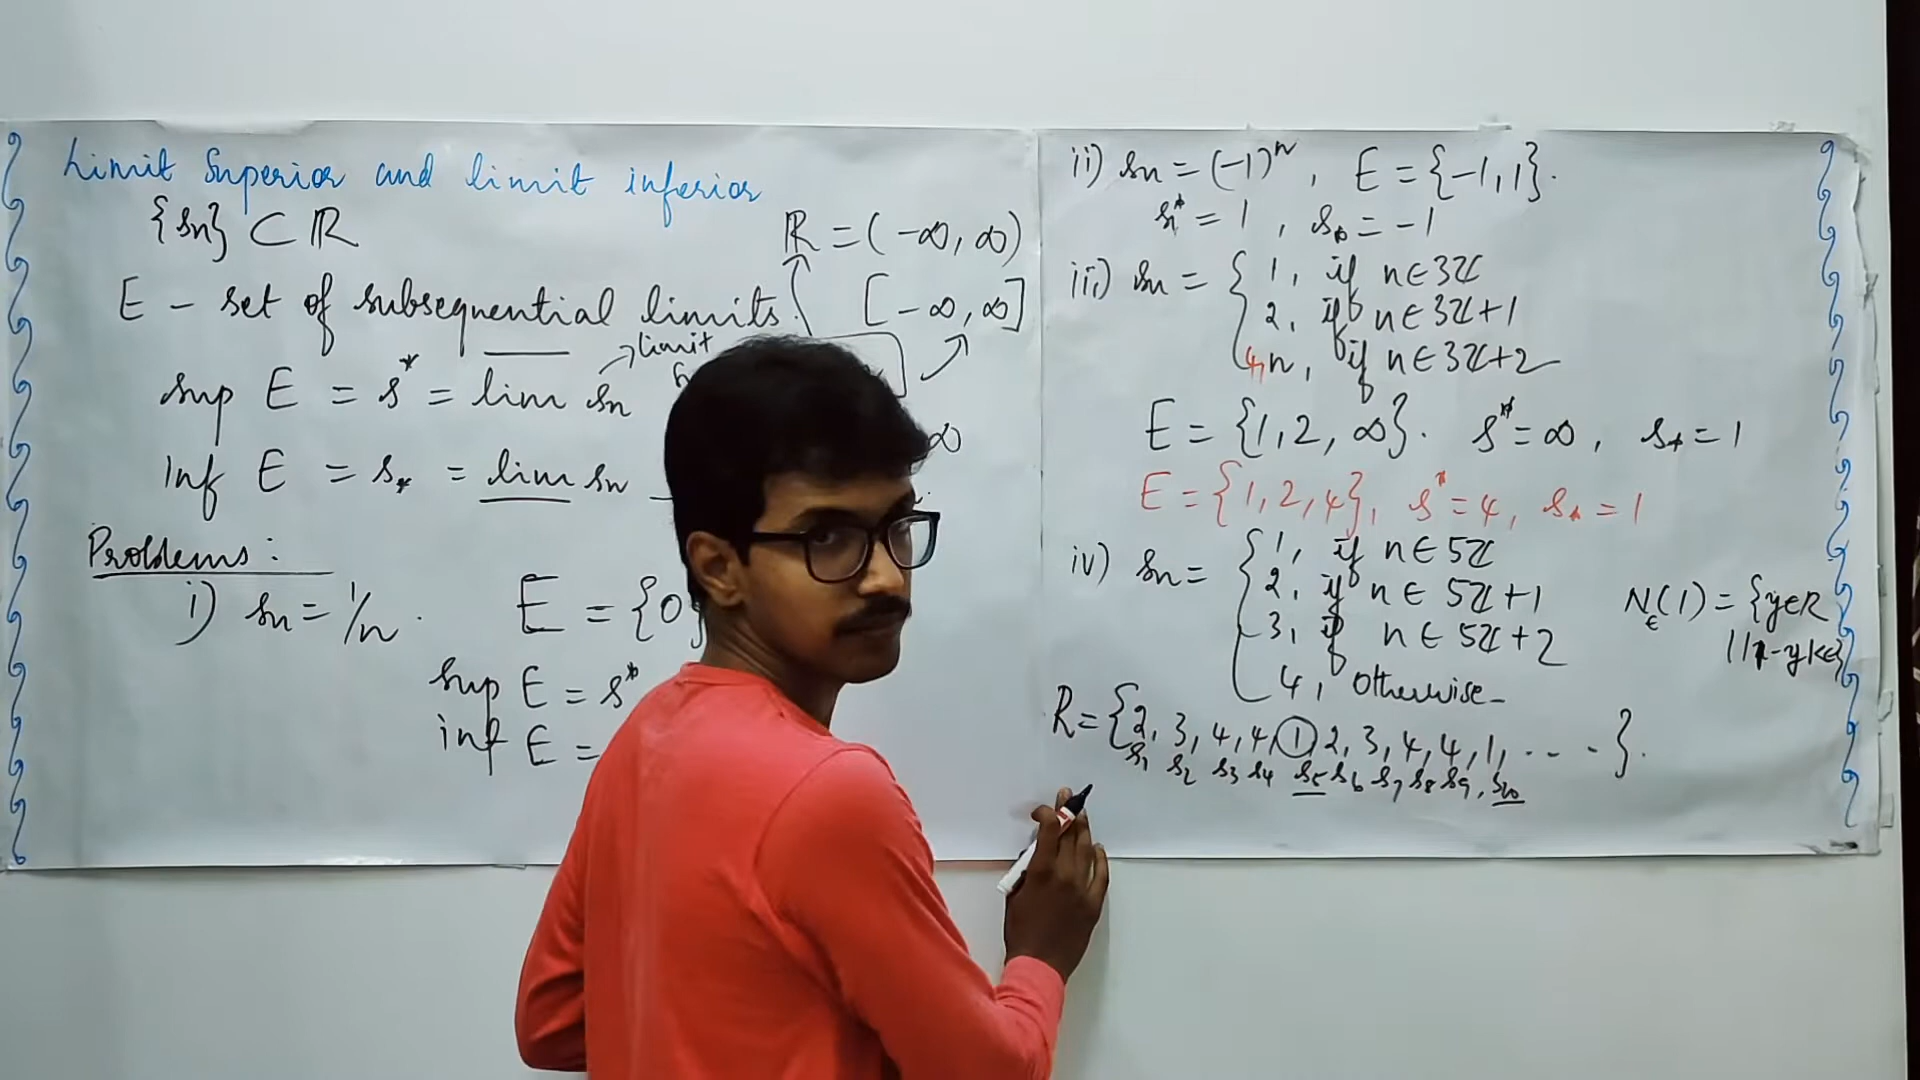 Limit Superior and limit inferior
{sn} ⊂ ℝ
ℝ = (-∞, ∞)
E - set of subsequential limits.
[-∞, ∞]
limit
sup E = s* = lim sn
∞
inf E = s* = lim sn
Problems:
i) sn = 1/n. E = {0}
sup E = s*
inf E =
ii) sn = (-1)^n, E = {-1, 1}.
s* = 1, s* = -1
iii) sn = { 1, if n ∈ 3ℤ
2, if n ∈ 3ℤ+1
4, n, if n ∈ 3ℤ+2
E = {1, 2, ∞}. s* = ∞, s* = 1
E = {1, 2, 4}, s* = 4, s* = 1
iv) sn = { 1, if n ∈ 5ℤ
2, if n ∈ 5ℤ+1
3, if n ∈ 5ℤ+2
4, otherwise
Nε(1) = {y∈R
||1-y|<ε}
R = {2, 3, 4, 4, 1, 2, 3, 4, 4, 1, ....}.
s1 s2 s3 s4 s5 s6 s7 s8 s9, s10